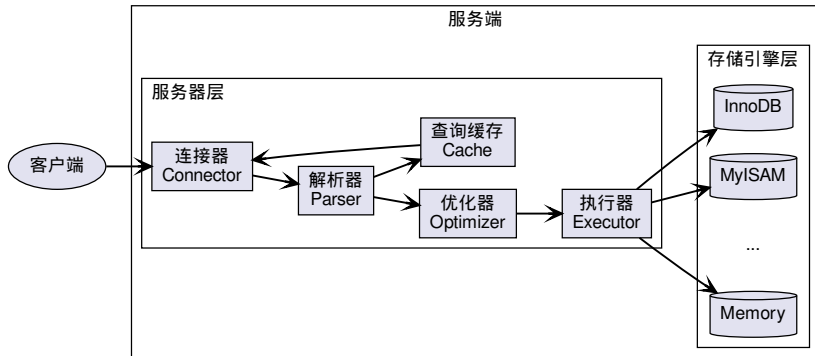 服务端
服务器层
存储引擎层
客户端
连接器
Connector
解析器
Parser
查询缓存
Cache
优化器
Optimizer
执行器
Executor
InnoDB
MyISAM
...
Memory